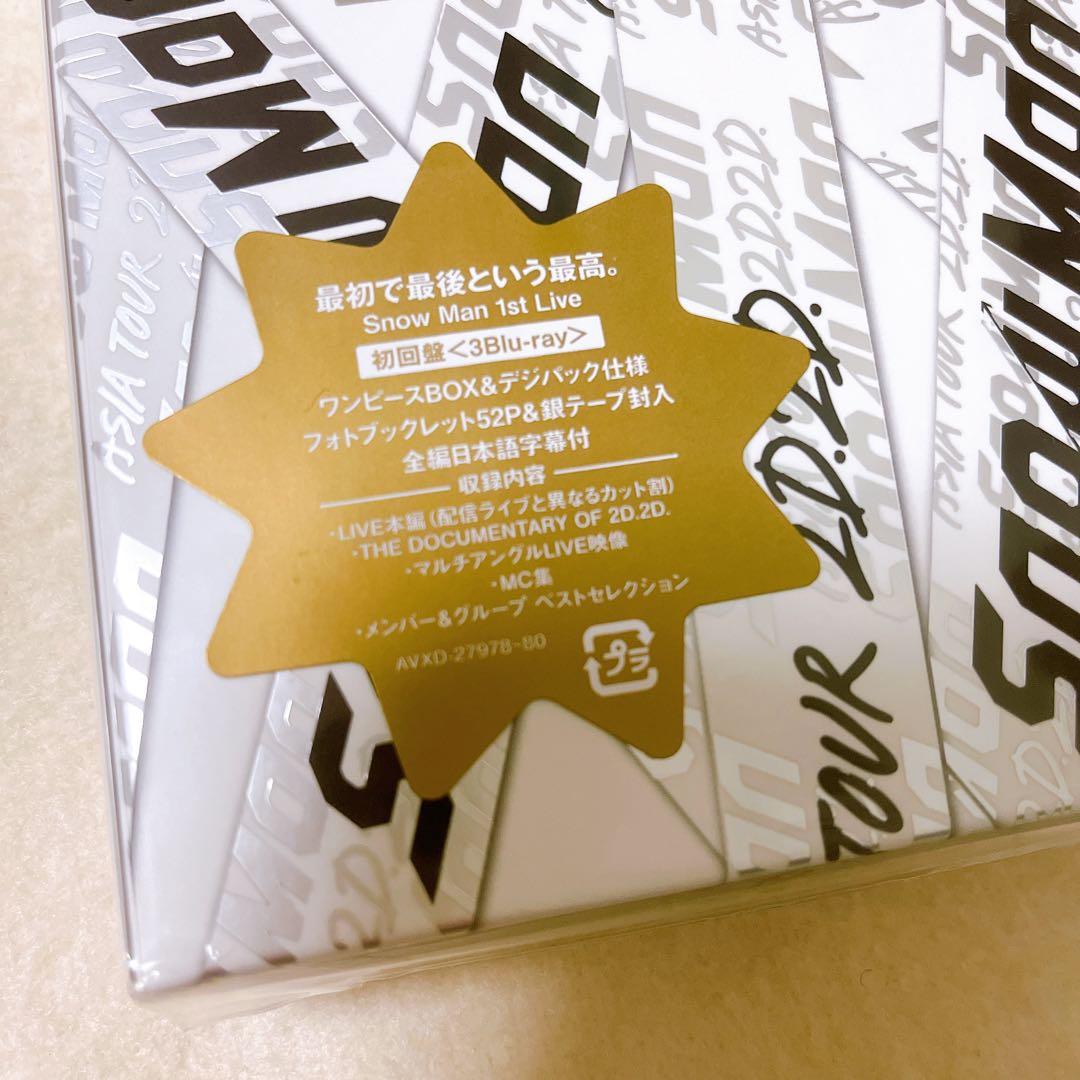 最初で最後という最高。
Snow Man 1st Live
初回盤<3Blu-ray>
ワンピースBOX&デジパック仕様
フォトブックレット52P&銀テープ封入
全編日本語字幕付
収録内容
・LIVE本編(配信ライブと異なるカット割)
・THE DOCUMENTARY OF 2D.2D.
・マルチアングルLIVE映像
・MC集
・メンバー&グループ ベストセレクション
AVXD-27978~80
プラ
ASIA TOUR 2D.2D.
TOUR 2D.2D.
ASIA TOUR 2D.2D.
Snow Man